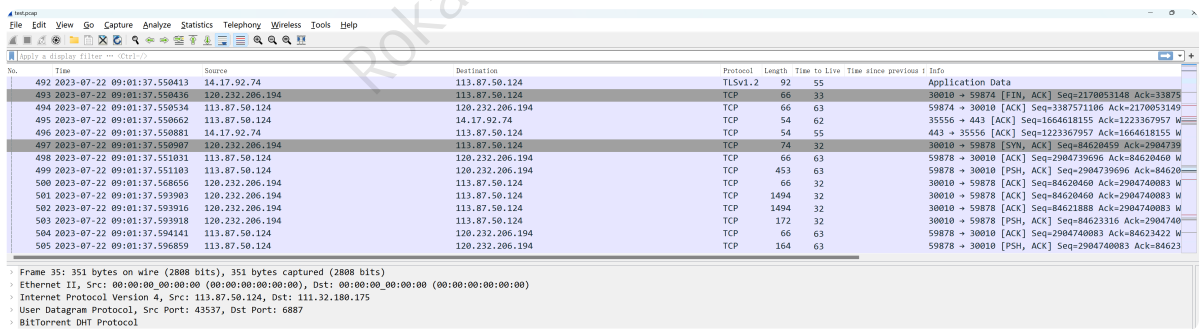 test.pcap
File Edit View Go Capture Analyze Statistics Telephony Wireless Tools Help
Apply a display filter … <Ctrl-/>
No. Time Source Destination Protocol Length Time to Live Time since previous Info
492 2023-07-22 09:01:37.550413 14.17.92.74 113.87.50.124 TLSv1.2 92 55 Application Data
493 2023-07-22 09:01:37.550436 120.232.206.194 113.87.50.124 TCP 66 33 30010 → 59874 [FIN, ACK] Seq=2170053148 Ack=33875
494 2023-07-22 09:01:37.550534 113.87.50.124 120.232.206.194 TCP 66 63 59874 → 30010 [ACK] Seq=3387571106 Ack=2170053149
495 2023-07-22 09:01:37.550662 113.87.50.124 14.17.92.74 TCP 54 62 35556 → 443 [ACK] Seq=1664618155 Ack=1223367957 W
496 2023-07-22 09:01:37.550881 14.17.92.74 113.87.50.124 TCP 54 55 443 → 35556 [ACK] Seq=1223367957 Ack=1664618155 W
497 2023-07-22 09:01:37.550907 120.232.206.194 113.87.50.124 TCP 74 32 30010 → 59878 [SYN, ACK] Seq=84620459 Ack=2904739
498 2023-07-22 09:01:37.551031 113.87.50.124 120.232.206.194 TCP 66 63 59878 → 30010 [ACK] Seq=2904739696 Ack=84620460 W
499 2023-07-22 09:01:37.551103 113.87.50.124 120.232.206.194 TCP 453 63 59878 → 30010 [PSH, ACK] Seq=2904739696 Ack=84620
500 2023-07-22 09:01:37.568656 120.232.206.194 113.87.50.124 TCP 66 32 30010 → 59878 [ACK] Seq=84620460 Ack=2904740083 W
501 2023-07-22 09:01:37.593903 120.232.206.194 113.87.50.124 TCP 1494 32 30010 → 59878 [ACK] Seq=84620460 Ack=2904740083 W
502 2023-07-22 09:01:37.593916 120.232.206.194 113.87.50.124 TCP 1494 32 30010 → 59878 [ACK] Seq=84621888 Ack=2904740083 W
503 2023-07-22 09:01:37.593918 120.232.206.194 113.87.50.124 TCP 172 32 30010 → 59878 [PSH, ACK] Seq=84623316 Ack=2904740
504 2023-07-22 09:01:37.594141 113.87.50.124 120.232.206.194 TCP 66 63 59878 → 30010 [ACK] Seq=2904740083 Ack=84623422 W
505 2023-07-22 09:01:37.596859 113.87.50.124 120.232.206.194 TCP 164 63 59878 → 30010 [PSH, ACK] Seq=2904740083 Ack=84623
Frame 35: 351 bytes on wire (2808 bits), 351 bytes captured (2808 bits)
Ethernet II, Src: 00:00:00_00:00:00 (00:00:00:00:00:00), Dst: 00:00:00_00:00:00 (00:00:00:00:00:00)
Internet Protocol Version 4, Src: 113.87.50.124, Dst: 111.32.180.175
User Datagram Protocol, Src Port: 43537, Dst Port: 6887
BitTorrent DHT Protocol